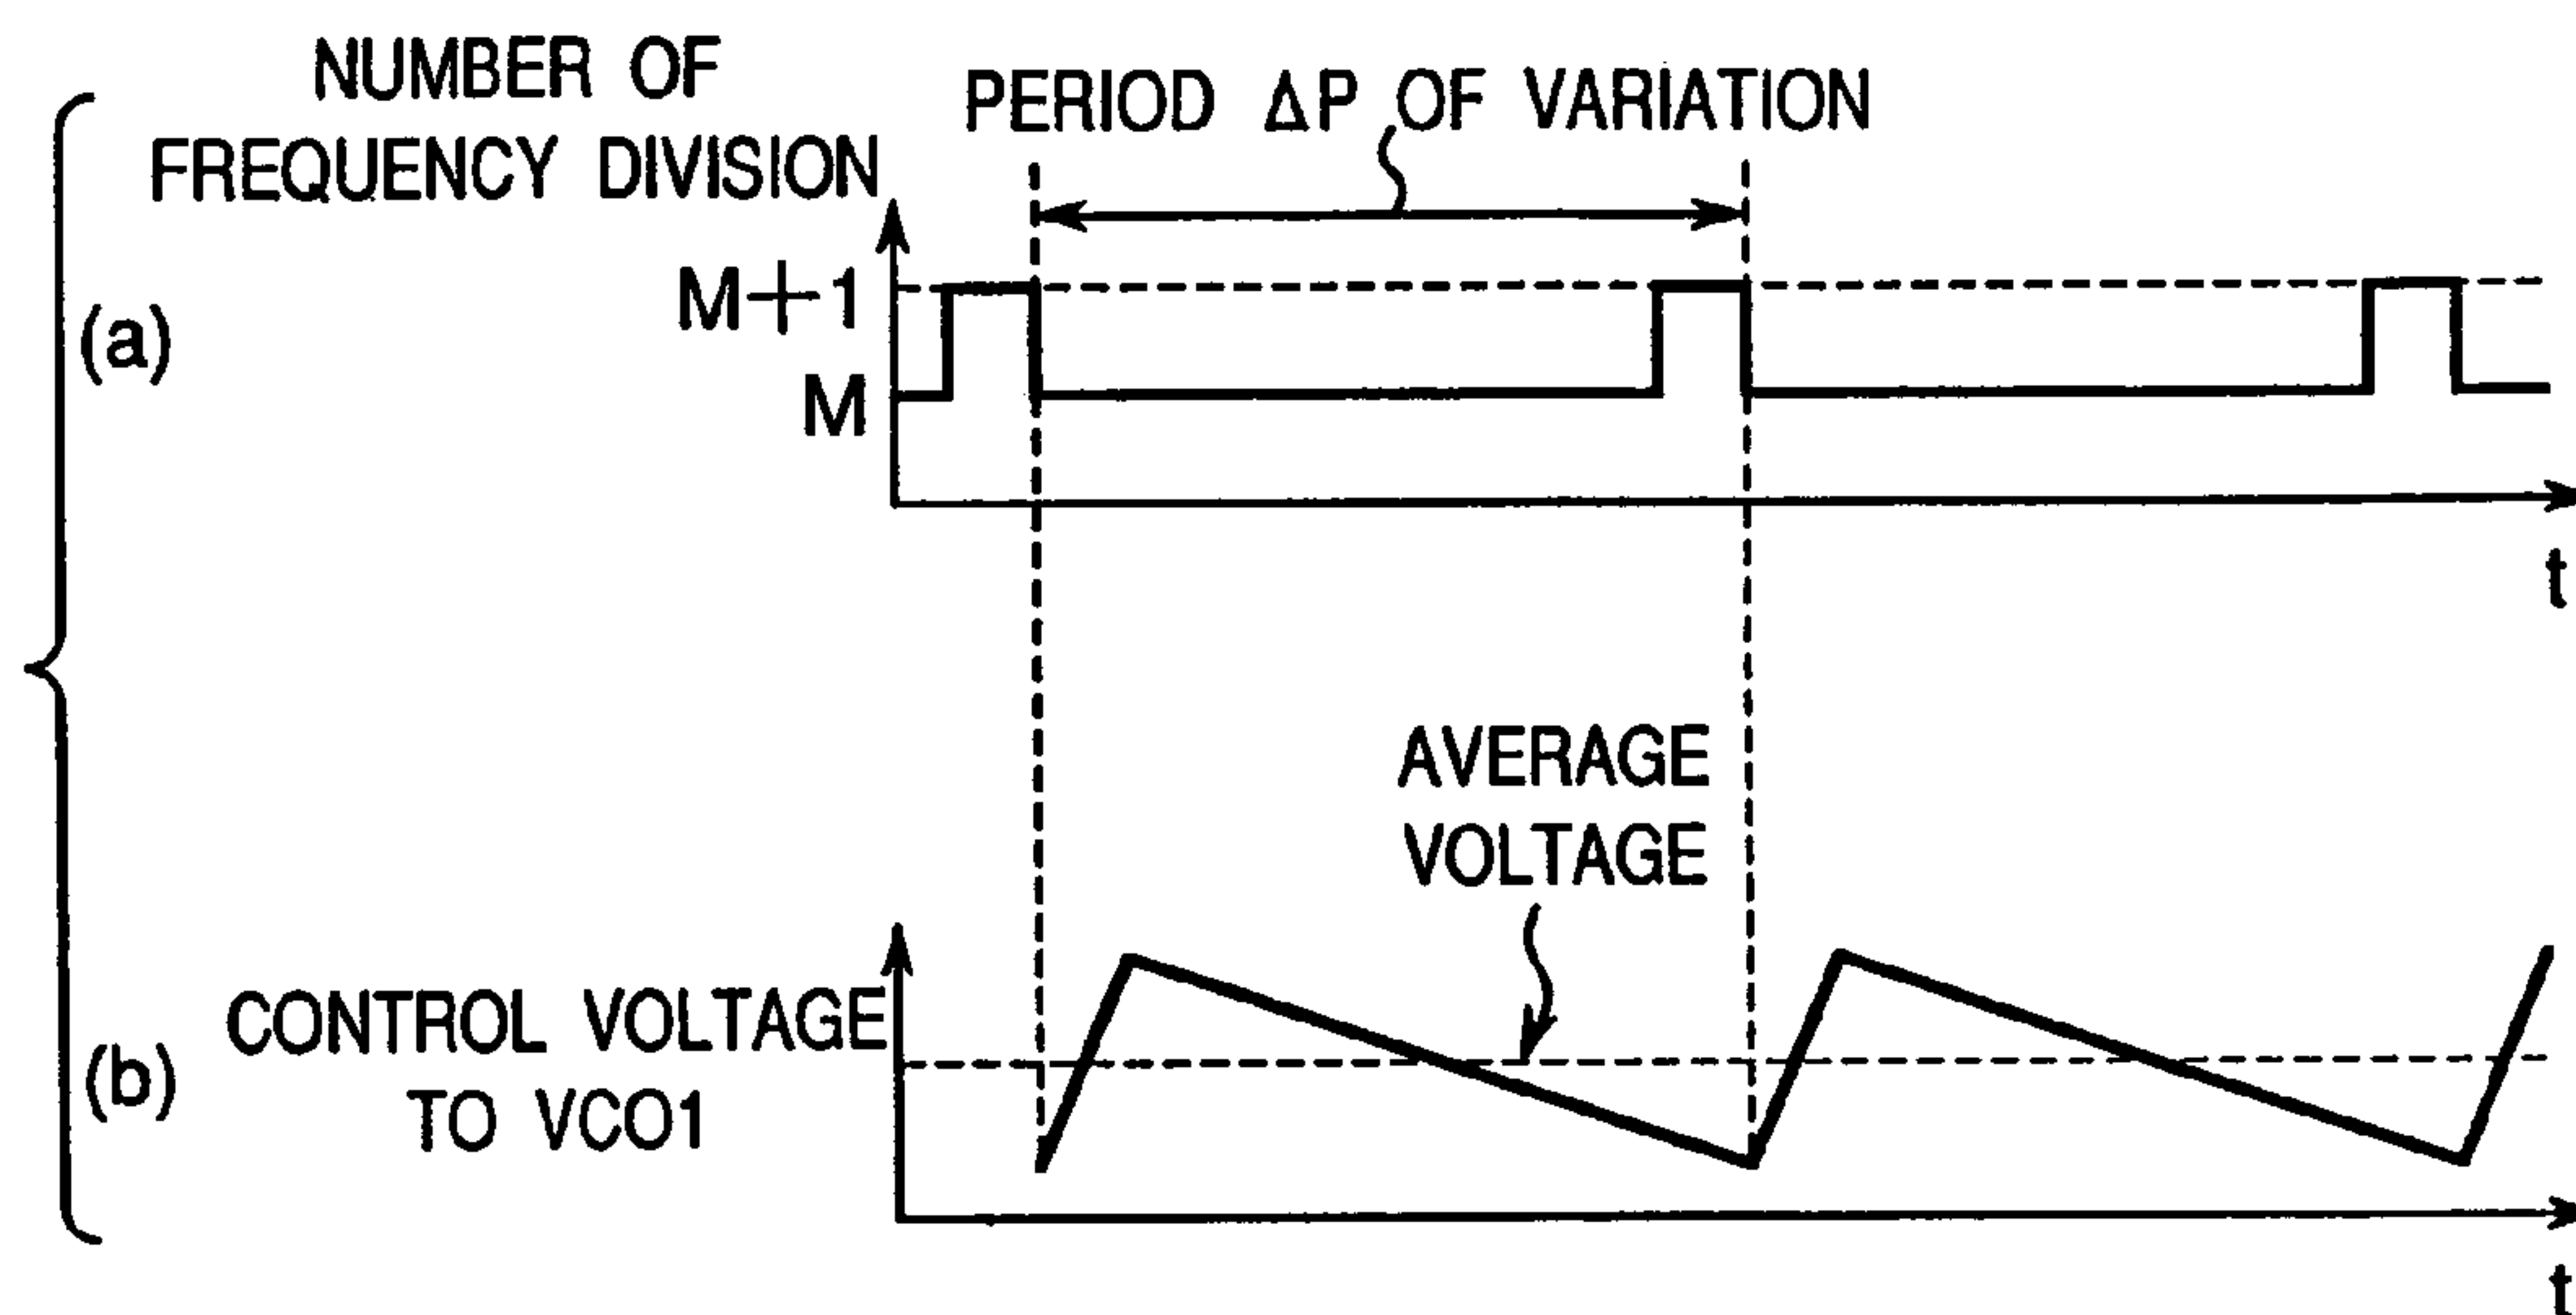 NUMBER OF
FREQUENCY DIVISION
PERIOD ΔP OF VARIATION
M+1
(a)
M
t
AVERAGE
VOLTAGE
CONTROL VOLTAGE
(b)
TO VCO1
t